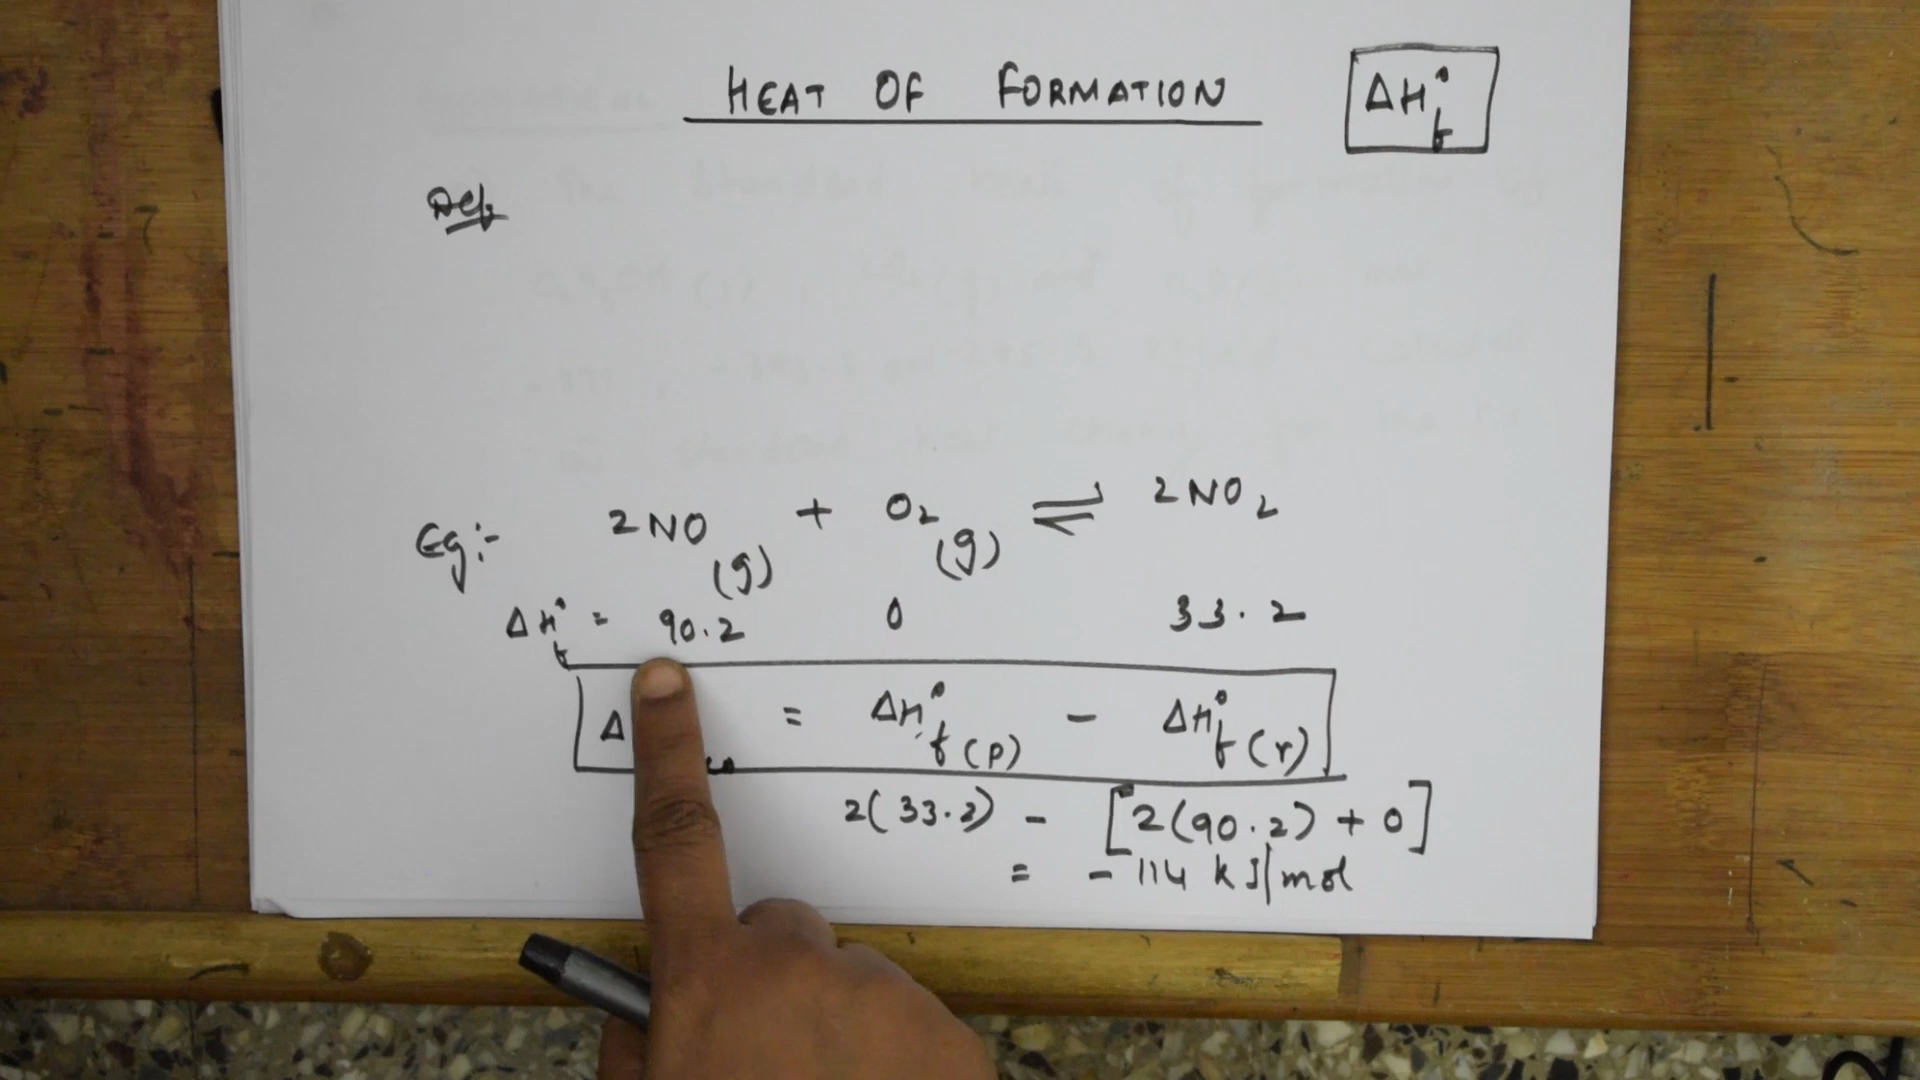 HEAT OF FORMATION ΔH°f
Def
Eg:- 2NO(g) + O2(g) ⇌ 2NO2
ΔH°f = 90.2 0 33.2
Δ = ΔH°f(p) - ΔH°f(r)
2(33.2) - [2(90.2) + 0]
= - 114 kJ/mol